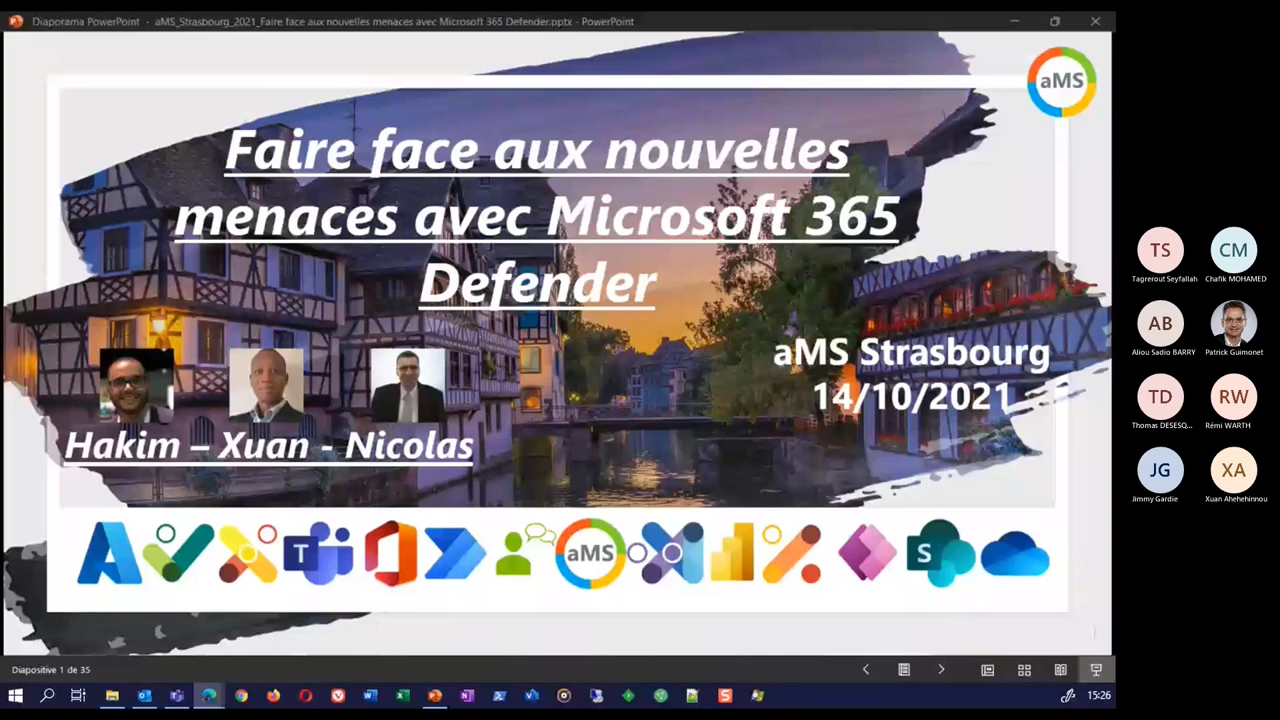 Diaporama PowerPoint - aMS_Strasbourg_2021_Faire face aux nouvelles menaces avec Microsoft 365 Defender.pptx - PowerPoint
aMS
Faire face aux nouvelles
menaces avec Microsoft 365
Defender
aMS Strasbourg
14/10/2021
Hakim – Xuan - Nicolas
T
aMS
S
TS
CM
Tagrerout Seyfallah
Chafik MOHAMED
AB
Aliou Sadio BARRY
Patrick Guimonet
TD
RW
Thomas DESESQ...
Rémi WARTH
JG
XA
Jimmy Gardie
Xuan Ahehehinnou
Diapositive 1 de 35
15:26